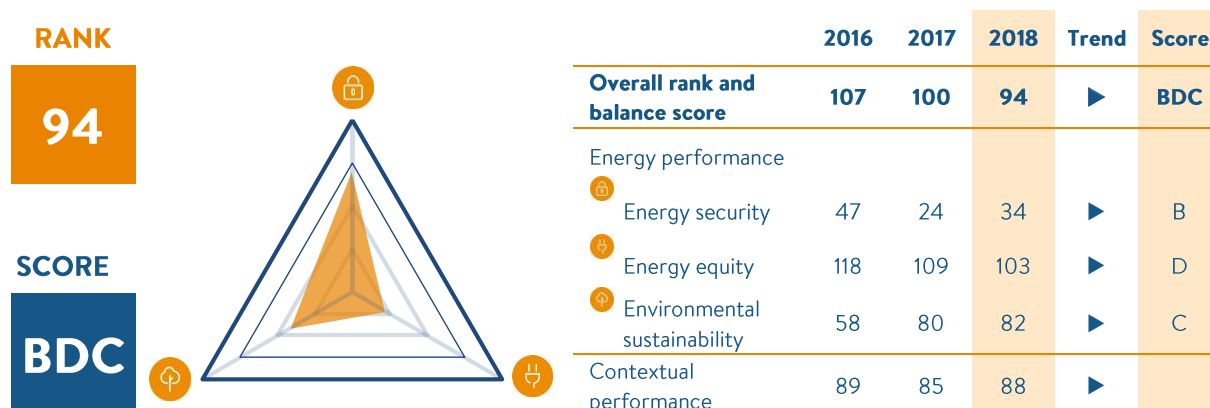 RANK
94
SCORE
BDC
2016 2017 2018 Trend Score
Overall rank and
balance score
107 100 94 BDC
Energy performance
Energy security 47 24 34 B
Energy equity 118 109 103 D
Environmental
sustainability
58 80 82 C
Contextual
performance
89 85 88